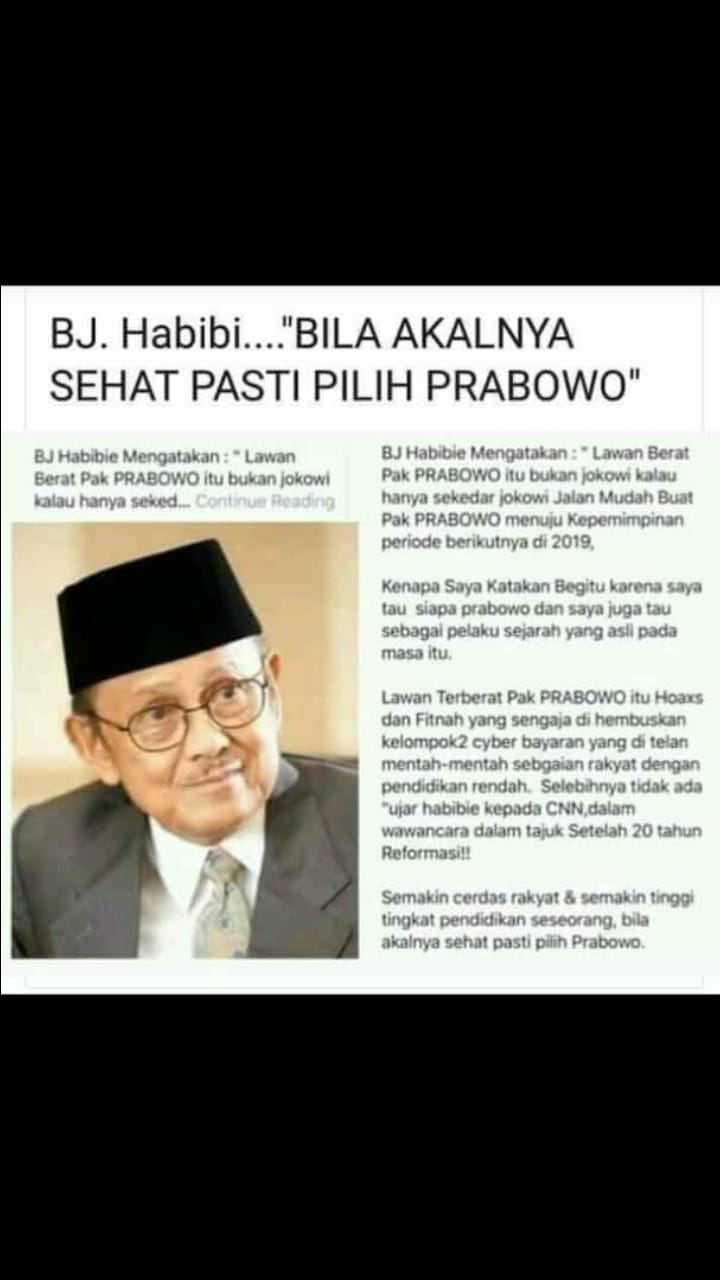 BJ. Habibi...."BILA AKALNYA
SEHAT PASTI PILIH PRABOWO"
BJ Habibie Mengatakan : " Lawan
Berat Pak PRABOWO itu bukan jokowi
kalau hanya seked... Continue Reading
BJ Habibie Mengatakan : " Lawan Berat
Pak PRABOWO itu bukan jokowi kalau
hanya sekedar jokowi Jalan Mudah Buat
Pak PRABOWO menuju Kepemimpinan
periode berikutnya di 2019,
Kenapa Saya Katakan Begitu karena saya
tau siapa prabowo dan saya juga tau
sebagai pelaku sejarah yang asli pada
masa itu.
Lawan Terberat Pak PRABOWO itu Hoaxs
dan Fitnah yang sengaja di hembuskan
kelompok2 cyber bayaran yang di telan
mentah-mentah sebgaian rakyat dengan
pendidikan rendah. Selebihnya tidak ada
"ujar habibie kepada CNN,dalam
wawancara dalam tajuk Setelah 20 tahun
Reformasi!!
Semakin cerdas rakyat & semakin tinggi
tingkat pendidikan seseorang, bila
akalnya sehat pasti pilih Prabowo.